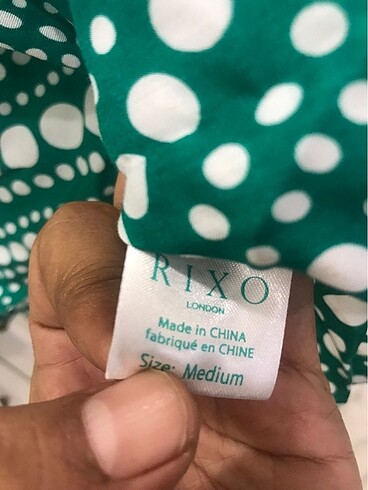 RIXO
LONDON
Made in CHINA
fabriqué en CHINE
Size: Medium